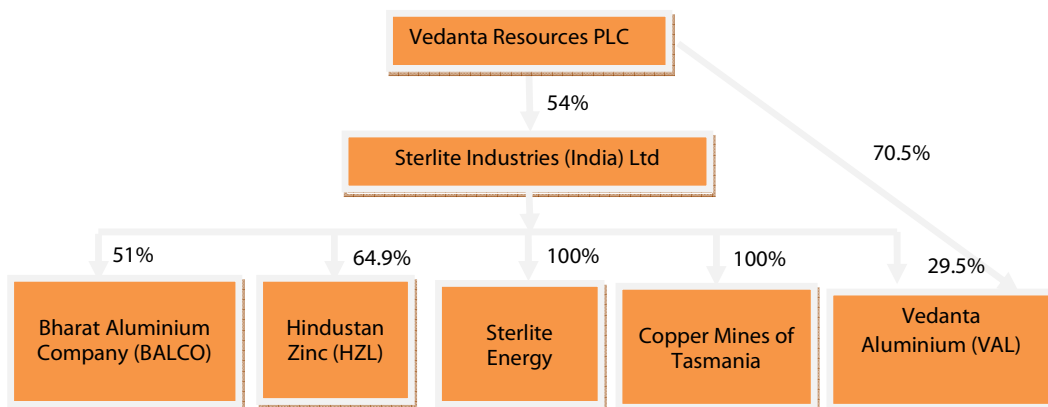 Vedanta Resources PLC
54%
Sterlite Industries (India) Ltd
70.5%
51%
64.9%
100%
100%
29.5%
Bharat Aluminium
Company (BALCO)
Hindustan
Zinc (HZL)
Sterlite
Energy
Copper Mines of
Tasmania
Vedanta
Aluminium (VAL)